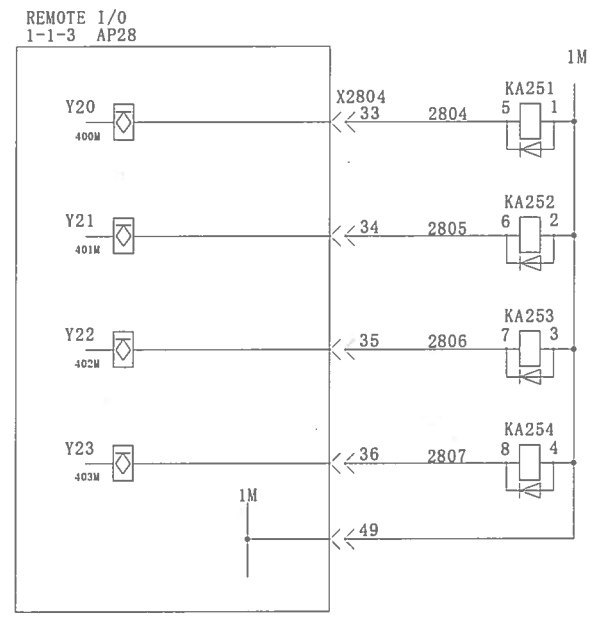 REMOTE I/O
1-1-3 AP28
1M
X2804
KA251
Y20
33
2804
5
1
400M
KA252
Y21
34
2805
6
2
401M
KA253
Y22
35
2806
7
3
402M
KA254
Y23
36
2807
8
4
403M
1M
49